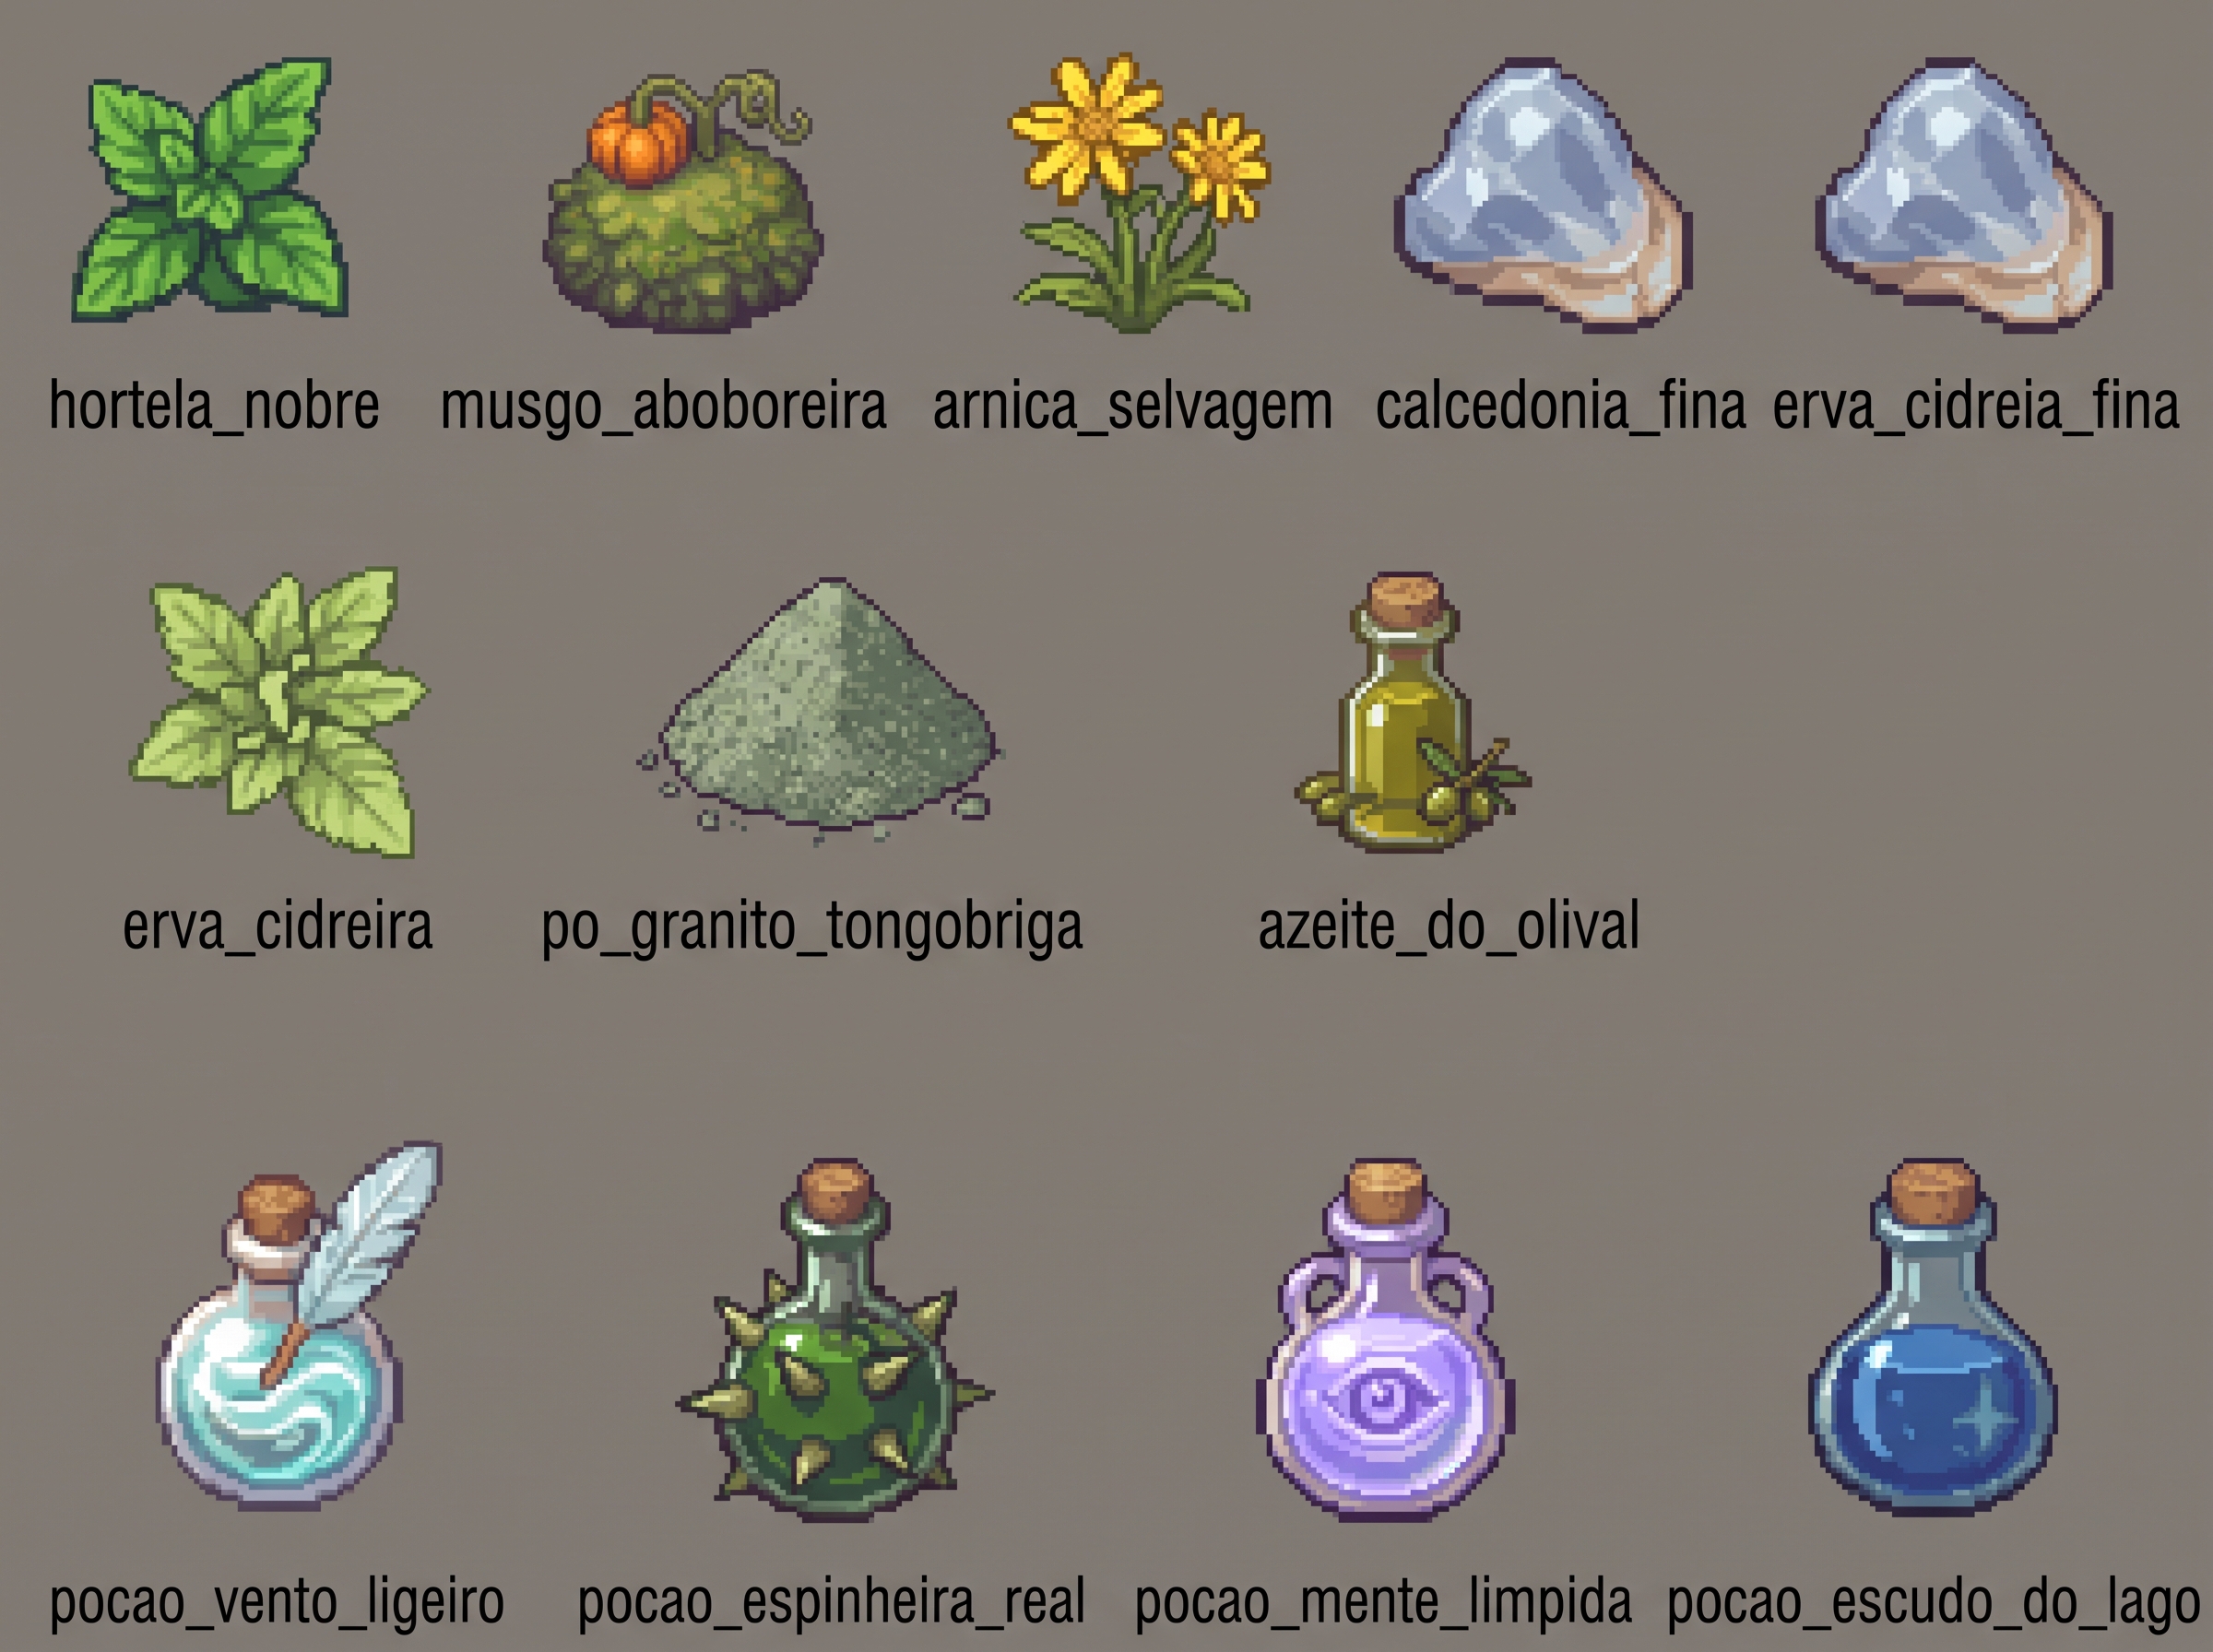 hortela_nobre musgo_aboboreira arnica_selvagem calcedonia_fina erva_cidreia_fina
erva_cidreira po_granito_tongobriga azeite_do_olival
pocao_vento_ligeiro pocao_espinheira_real pocao_mente_limpida pocao_escudo_do_lago